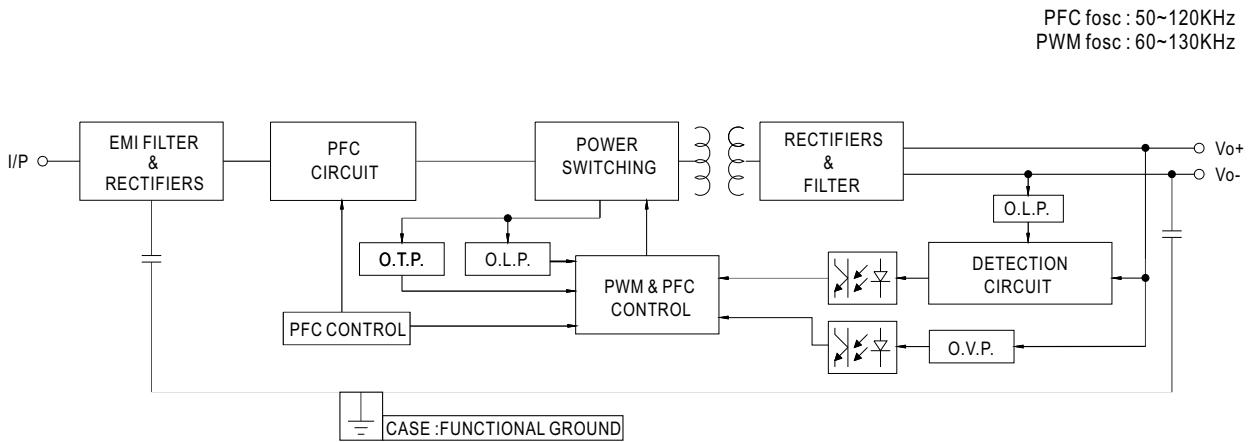 PFC fosc : 50~120KHz
PWM fosc : 60~130KHz
I/P
EMI FILTER
&
RECTIFIERS
PFC
CIRCUIT
POWER
SWITCHING
RECTIFIERS
&
FILTER
Vo+
Vo-
O.L.P.
O.T.P.
O.L.P.
PWM & PFC
CONTROL
DETECTION
CIRCUIT
PFC CONTROL
O.V.P.
CASE :FUNCTIONAL GROUND